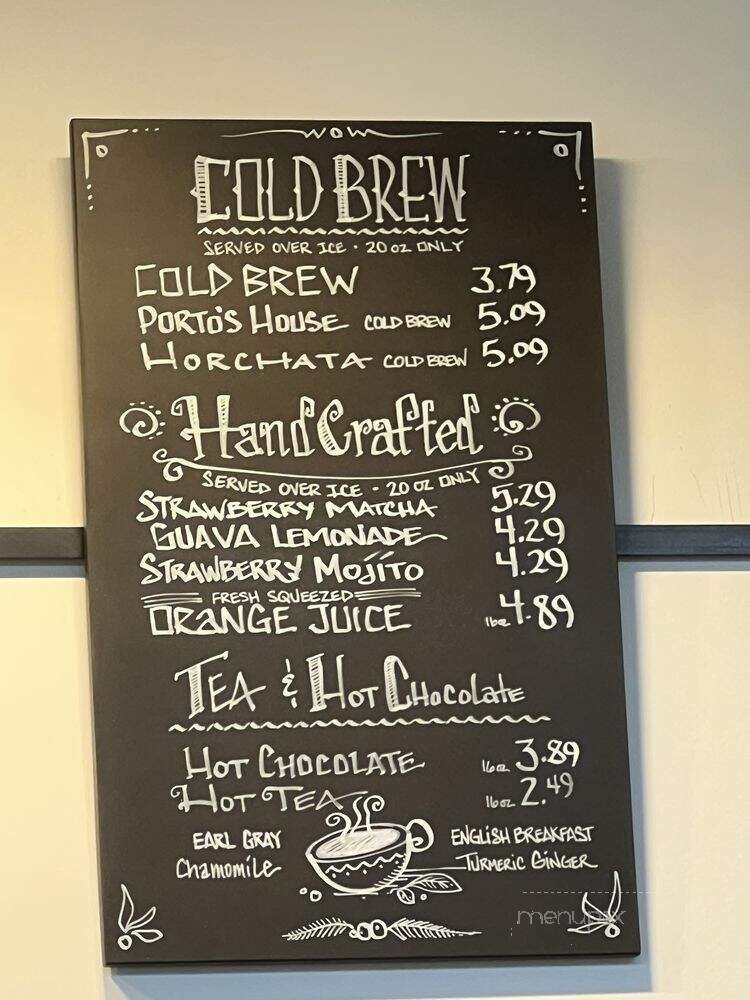 WOW
COLD BREW
SERVED OVER ICE · 20 OZ ONLY
COLD BREW 3.79
PORTO'S HOUSE COLD BREW 5.09
HORCHATA COLD BREW 5.09
HandCrafted
SERVED OVER ICE - 20 OZ ONLY
STRAWBERRY MATCHA 5.29
GUAVA LEMONADE 4.29
STRAWBERRY MOJITO 4.29
FRESH SQUEEZED
ORANGE JUICE 16oz 4.89
TEA & HOT CHOCOLATE
HOT CHOCOLATE 16oz 3.89
HOT TEA 16oz 2.49
EARL GRAY ENGLISH BREAKFAST
Chamomile TURMERIC GINGER
menupix